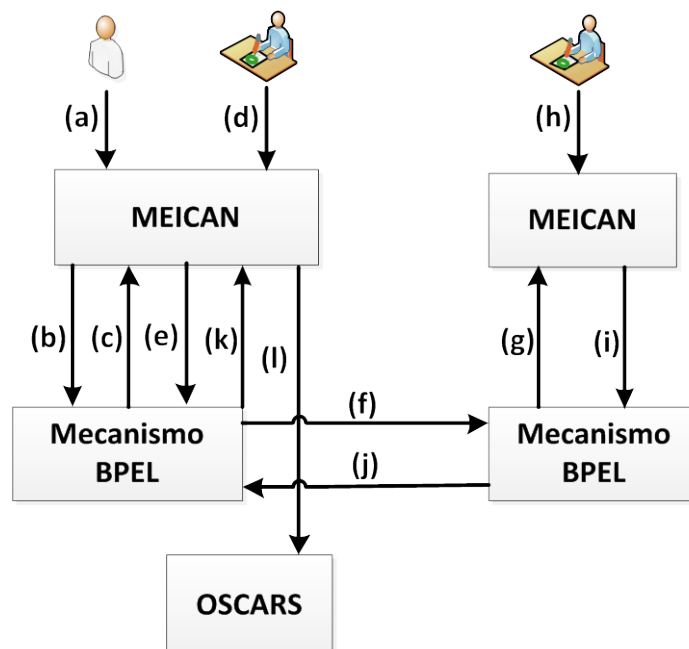 (a)
(d)
(h)
MEICAN
MEICAN
(b)
(c)
(e)
(k)
(l)
(g)
(i)
(f)
Mecanismo
BPEL
(j)
Mecanismo
BPEL
OSCARS